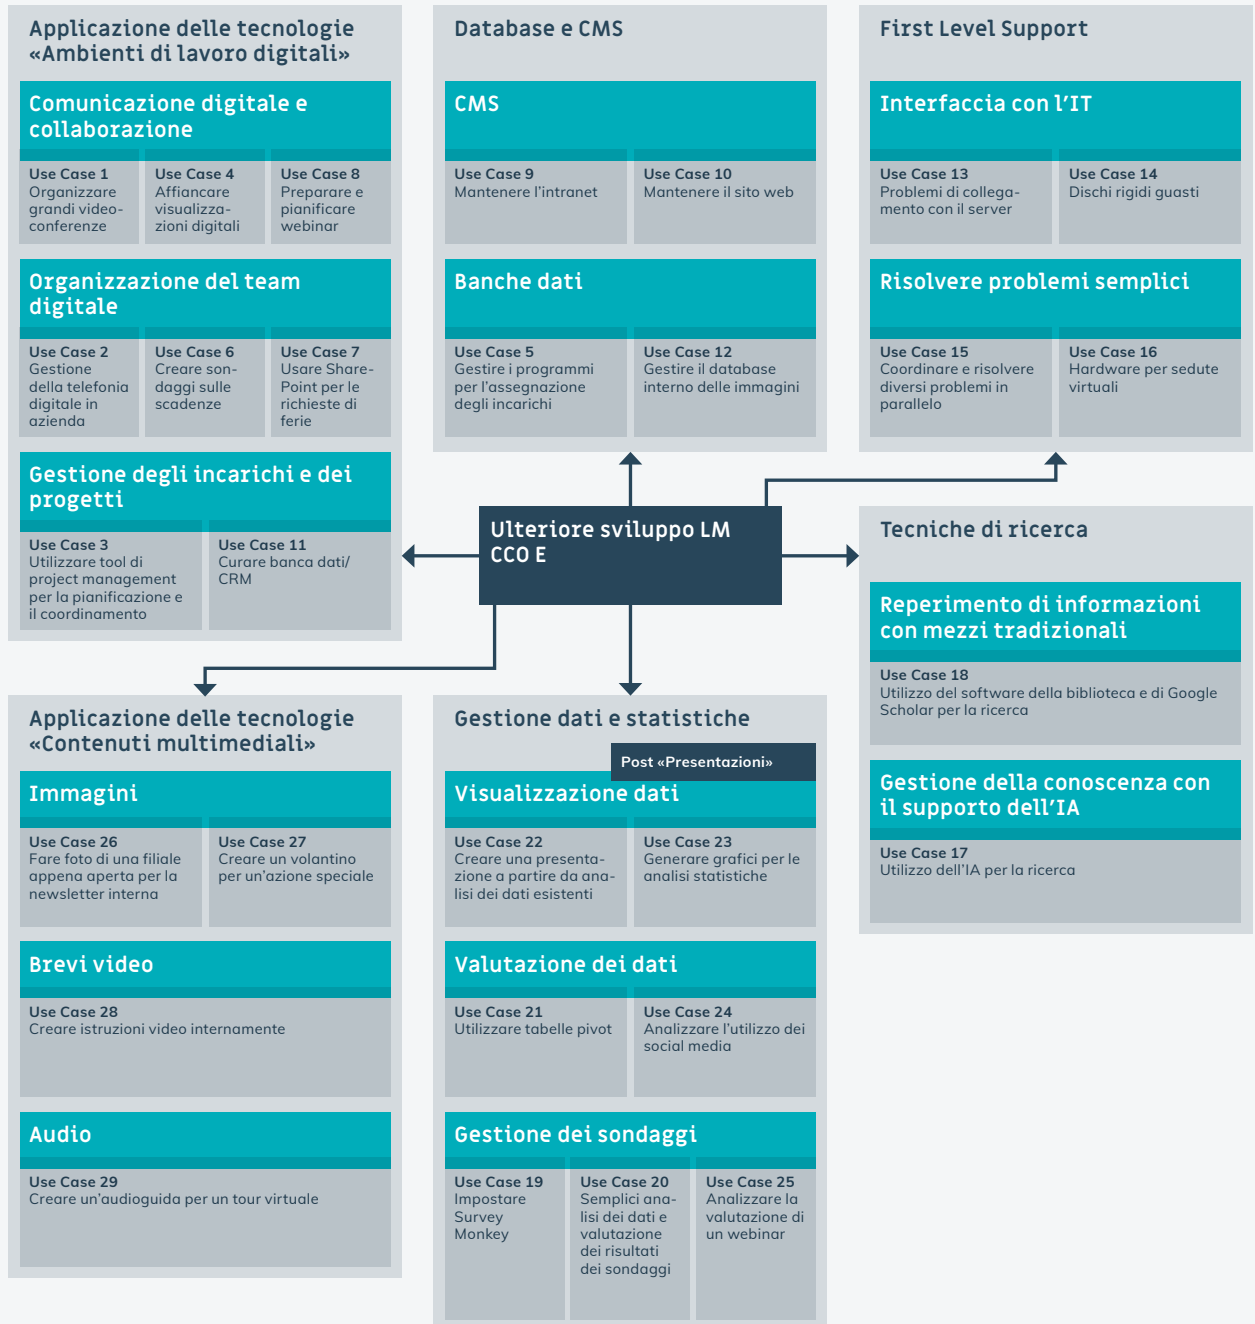 Applicazione delle tecnologie
«Ambienti di lavoro digitali»
Comunicazione digitale e
collaborazione
Use Case 1
Organizzare
grandi video-
conferenze
Use Case 4
Affiancare
visualizza-
zioni digitali
Use Case 8
Preparare e
pianificare
webinar
Organizzazione del team
digitale
Use Case 2
Gestione
della telefonia
digitale in
azienda
Use Case 6
Creare son-
daggi sulle
scadenze
Use Case 7
Usare Share-
Point per le
richieste di
ferie
Gestione degli incarichi e dei
progetti
Use Case 3
Utilizzare tool di
project management
per la pianificazione e
il coordinamento
Use Case 11
Curare banca dati/
CRM
Database e CMS
CMS
Use Case 9
Mantenere l'intranet
Use Case 10
Mantenere il sito web
Banche dati
Use Case 5
Gestire i programmi
per l'assegnazione
degli incarichi
Use Case 12
Gestire il database
interno delle immagini
First Level Support
Interfaccia con l'IT
Use Case 13
Problemi di collega-
mento con il server
Use Case 14
Dischi rigidi guasti
Risolvere problemi semplici
Use Case 15
Coordinare e risolvere
diversi problemi in
parallelo
Use Case 16
Hardware per sedute
virtuali
Ulteriore sviluppo LM
CCO E
Tecniche di ricerca
Reperimento di informazioni
con mezzi tradizionali
Use Case 18
Utilizzo del software della biblioteca e di Google
Scholar per la ricerca
Gestione della conoscenza con
il supporto dell'IA
Use Case 17
Utilizzo dell'IA per la ricerca
Applicazione delle tecnologie
«Contenuti multimediali»
Immagini
Use Case 26
Fare foto di una filiale
appena aperta per la
newsletter interna
Use Case 27
Creare un volantino
per un'azione speciale
Brevi video
Use Case 28
Creare istruzioni video internamente
Audio
Use Case 29
Creare un'audioguida per un tour virtuale
Gestione dati e statistiche
Post «Presentazioni»
Visualizzazione dati
Use Case 22
Creare una presenta-
zione a partire da ana-
lisi dei dati esistenti
Use Case 23
Generare grafici per le
analisi statistiche
Valutazione dei dati
Use Case 21
Utilizzare tabelle pivot
Use Case 24
Analizzare l'utilizzo dei
social media
Gestione dei sondaggi
Use Case 19
Impostare
Survey
Monkey
Use Case 20
Semplici ana-
lisi dei dati e
valutazione
dei risultati
dei sondaggi
Use Case 25
Analizzare la
valutazione di
un webinar